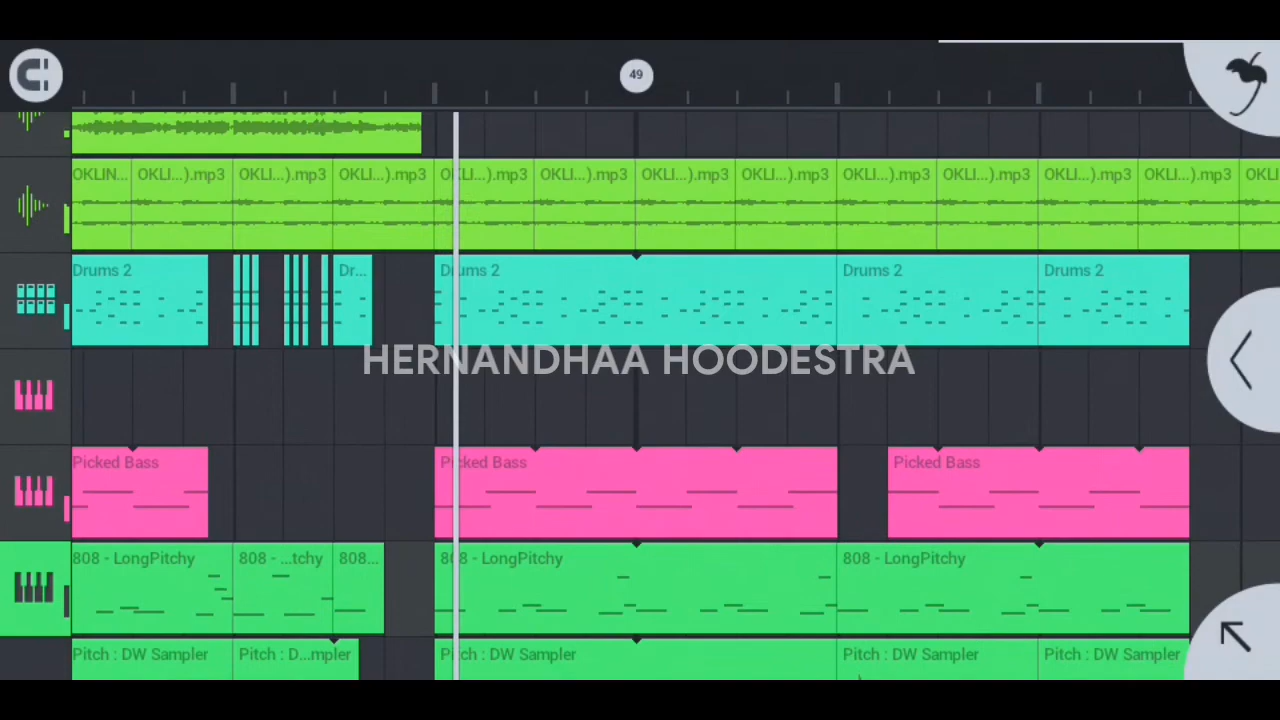 49
OKLIN... OKLI...).mp3 OKLI...).mp3 OKLI...).mp3 OKLI...).mp3 OKLI...).mp3 OKLI...).mp3 OKLI...).mp3 OKLI...).mp3 OKLI...).mp3 OKLI...).mp3 OKLI...).mp3 OKLI
Drums 2 Dr... Drums 2 Drums 2 Drums 2
HERNANDHAA HOODESTRA
Picked Bass Picked Bass Picked Bass
808 - LongPitchy 808 - ...tchy 808... 808 - LongPitchy 808 - LongPitchy
Pitch : DW Sampler Pitch : D...mpler Pitch : DW Sampler Pitch : DW Sampler Pitch : DW Sampler